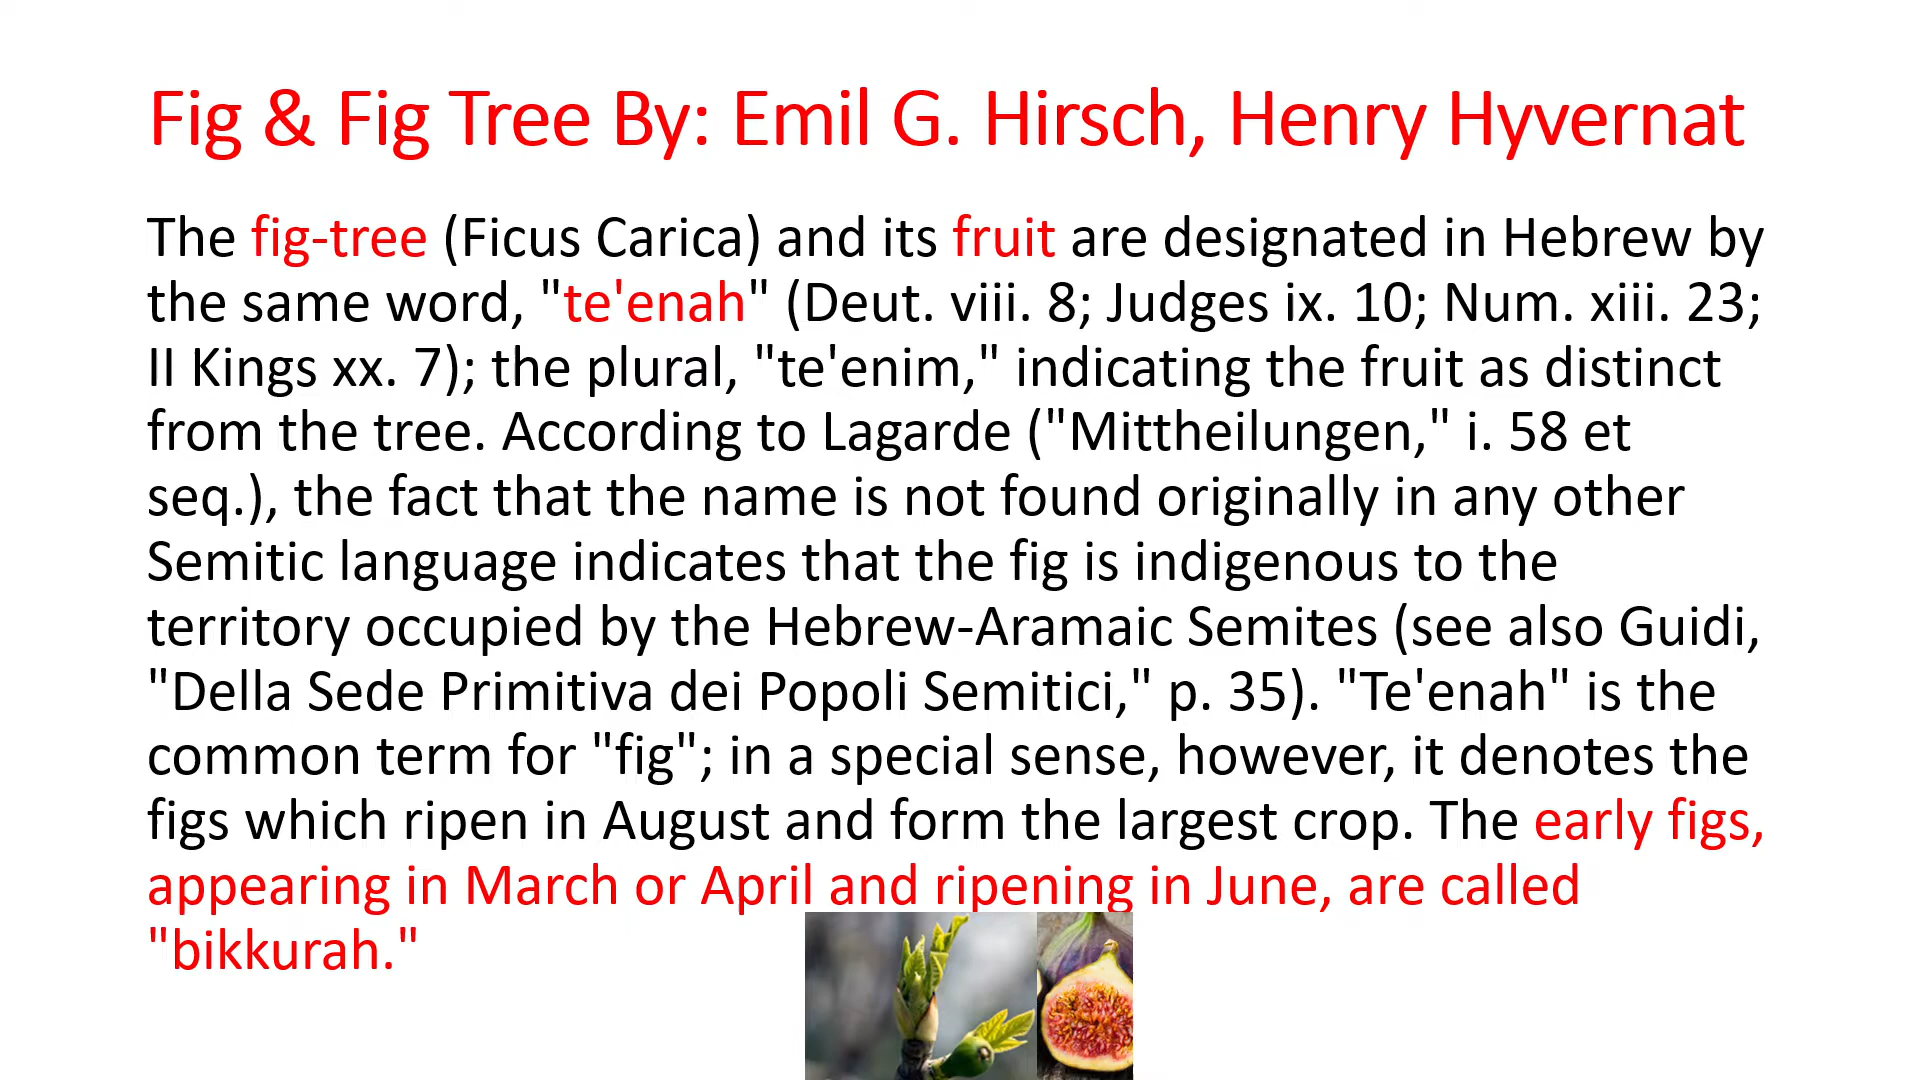 Fig & Fig Tree By: Emil G. Hirsch, Henry Hyvernat
The fig-tree (Ficus Carica) and its fruit are designated in Hebrew by
the same word, "te'enah" (Deut. viii. 8; Judges ix. 10; Num. xiii. 23;
II Kings xx. 7); the plural, "te'enim," indicating the fruit as distinct
from the tree. According to Lagarde ("Mittheilungen," i. 58 et
seq.), the fact that the name is not found originally in any other
Semitic language indicates that the fig is indigenous to the
territory occupied by the Hebrew-Aramaic Semites (see also Guidi,
"Della Sede Primitiva dei Popoli Semitici," p. 35). "Te'enah" is the
common term for "fig"; in a special sense, however, it denotes the
figs which ripen in August and form the largest crop. The early figs,
appearing in March or April and ripening in June, are called
"bikkurah."